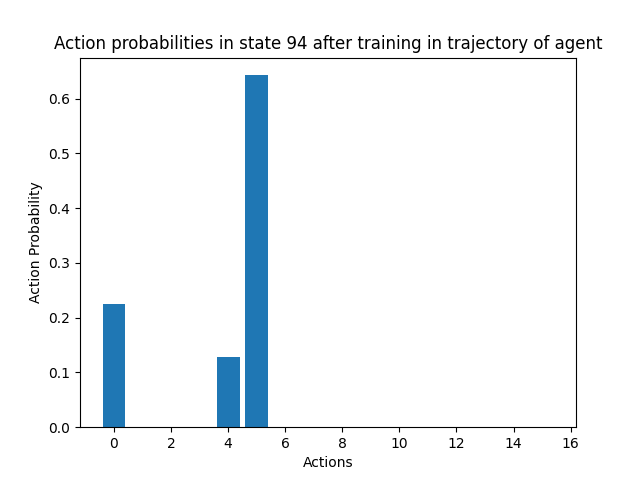 Action probabilities in state 94 after training in trajectory of agent
0.6
0.5
0.4
0.3
0.2
0.1
0.0
Action Probability
0 2 4 6 8 10 12 14 16
Actions